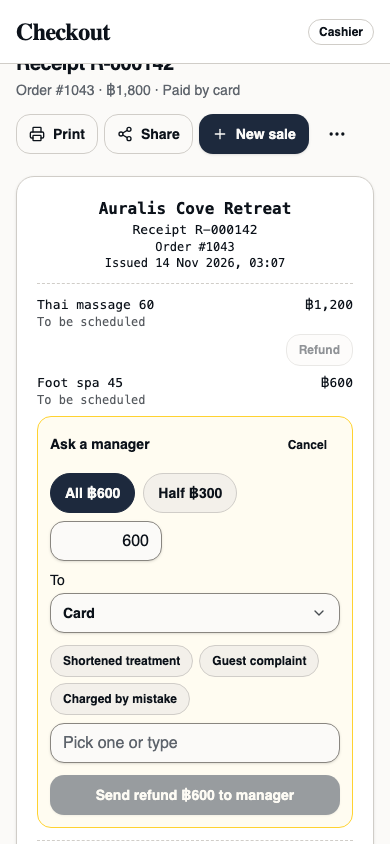 Checkout
Cashier
Receipt R-000142
Order #1043 · ฿1,800 · Paid by card
Print
Share
New sale
Auralis Cove Retreat
Receipt R-000142
Order #1043
Issued 14 Nov 2026, 03:07
Thai massage 60 ฿1,200
To be scheduled
Refund
Foot spa 45 ฿600
To be scheduled
Ask a manager
Cancel
All ฿600
Half ฿300
600
To
Card
Shortened treatment
Guest complaint
Charged by mistake
Pick one or type
Send refund ฿600 to manager